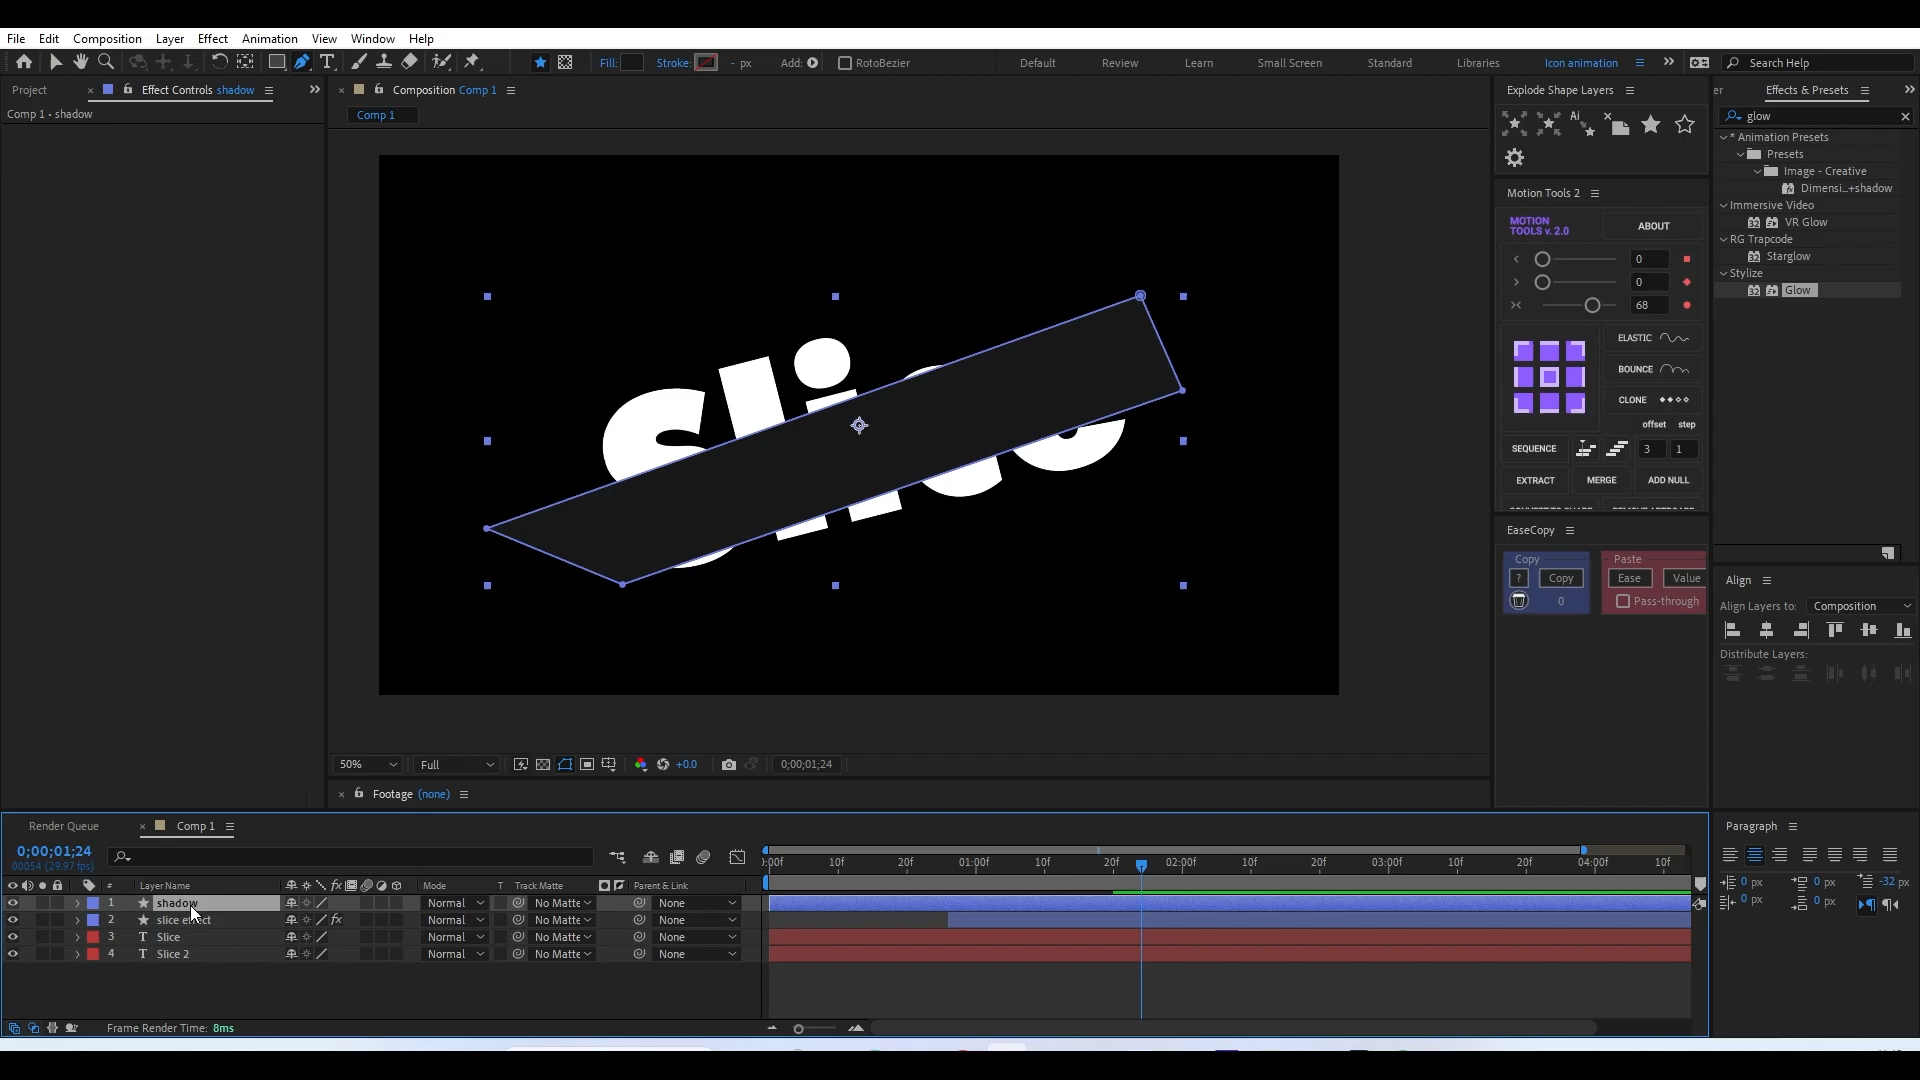 File Edit Composition Layer Effect Animation View Window Help
Fill: Stroke: - px Add: RotoBezier Default Review Learn Small Screen Standard Libraries Icon animation Search Help
Project Effect Controls shadow
Comp 1 • shadow
Composition Comp 1
Comp 1
Explode Shape Layers
Ai
Motion Tools 2
MOTION TOOLS v. 2.0 ABOUT
0
0
68
ELASTIC
BOUNCE
CLONE
offset step
SEQUENCE 3 1
EXTRACT MERGE ADD NULL
EaseCopy
Copy Paste
? Copy Ease Value
0 Pass-through
Effects & Presets
glow
* Animation Presets
Presets
Image - Creative
Dimensi...+shadow
Immersive Video
VR Glow
RG Trapcode
Starglow
Stylize
Glow
Align
Align Layers to: Composition
Distribute Layers:
50% Full +0.0 0;00;01;24
Footage (none)
Render Queue Comp 1
0;00;01;24
00054 (29.97 fps)
:00f 10f 20f 01:00f 10f 20f 02:00f 10f 20f 03:00f 10f 20f 04:00f 10f
# Layer Name Mode T Track Matte Parent & Link
1 shadow Normal No Matte None
2 slice effect fx Normal No Matte None
3 T Slice Normal No Matte None
4 T Slice 2 Normal No Matte None
Frame Render Time: 8ms
Paragraph
0 px 0 px -32 px
0 px 0 px